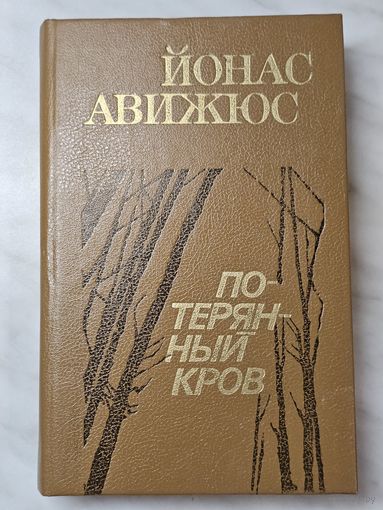 ЙОНАС
АВИЖЮС
ПО-
ТЕРЯН-
НЫЙ
КРОВ